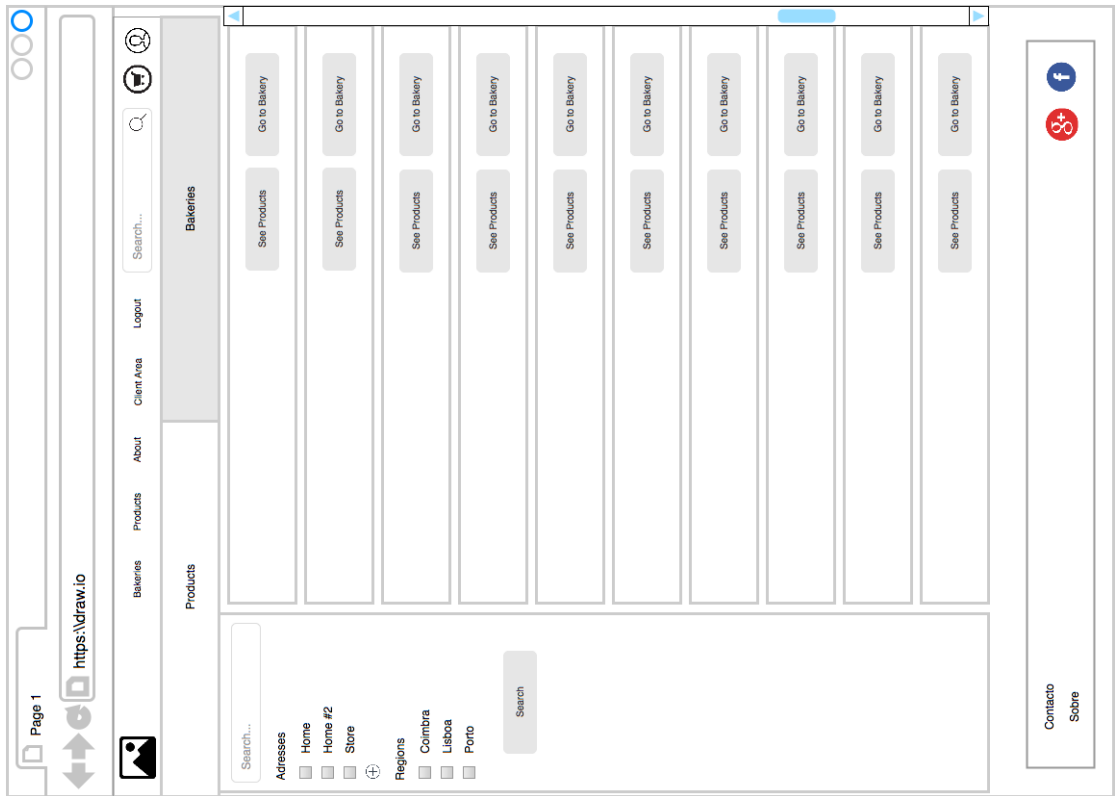 Page 1
https:\\draw.io
Bakeries Products About Client Area Logout Search...
Products Bakeries
Search...
Adresses
Home
Home #2
Store
Regions
Coimbra
Lisboa
Porto
Search
See Products Go to Bakery
See Products Go to Bakery
See Products Go to Bakery
See Products Go to Bakery
See Products Go to Bakery
See Products Go to Bakery
See Products Go to Bakery
See Products Go to Bakery
See Products Go to Bakery
See Products Go to Bakery
Contacto
Sobre
g+ f